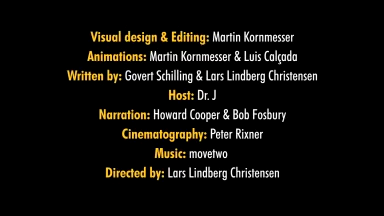 Visual design & Editing: Martin Kornmesser
Animations: Martin Kornmesser & Luis Calçada
Written by: Govert Schilling & Lars Lindberg Christensen
Host: Dr. J
Narration: Howard Cooper & Bob Fosbury
Cinematography: Peter Rixner
Music: movetwo
Directed by: Lars Lindberg Christensen